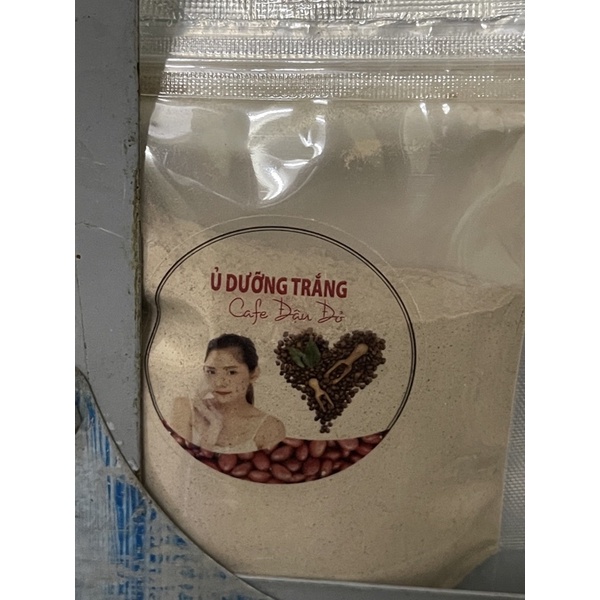 Ủ DƯỠNG TRẮNG
Cafe Đậu Đỏ